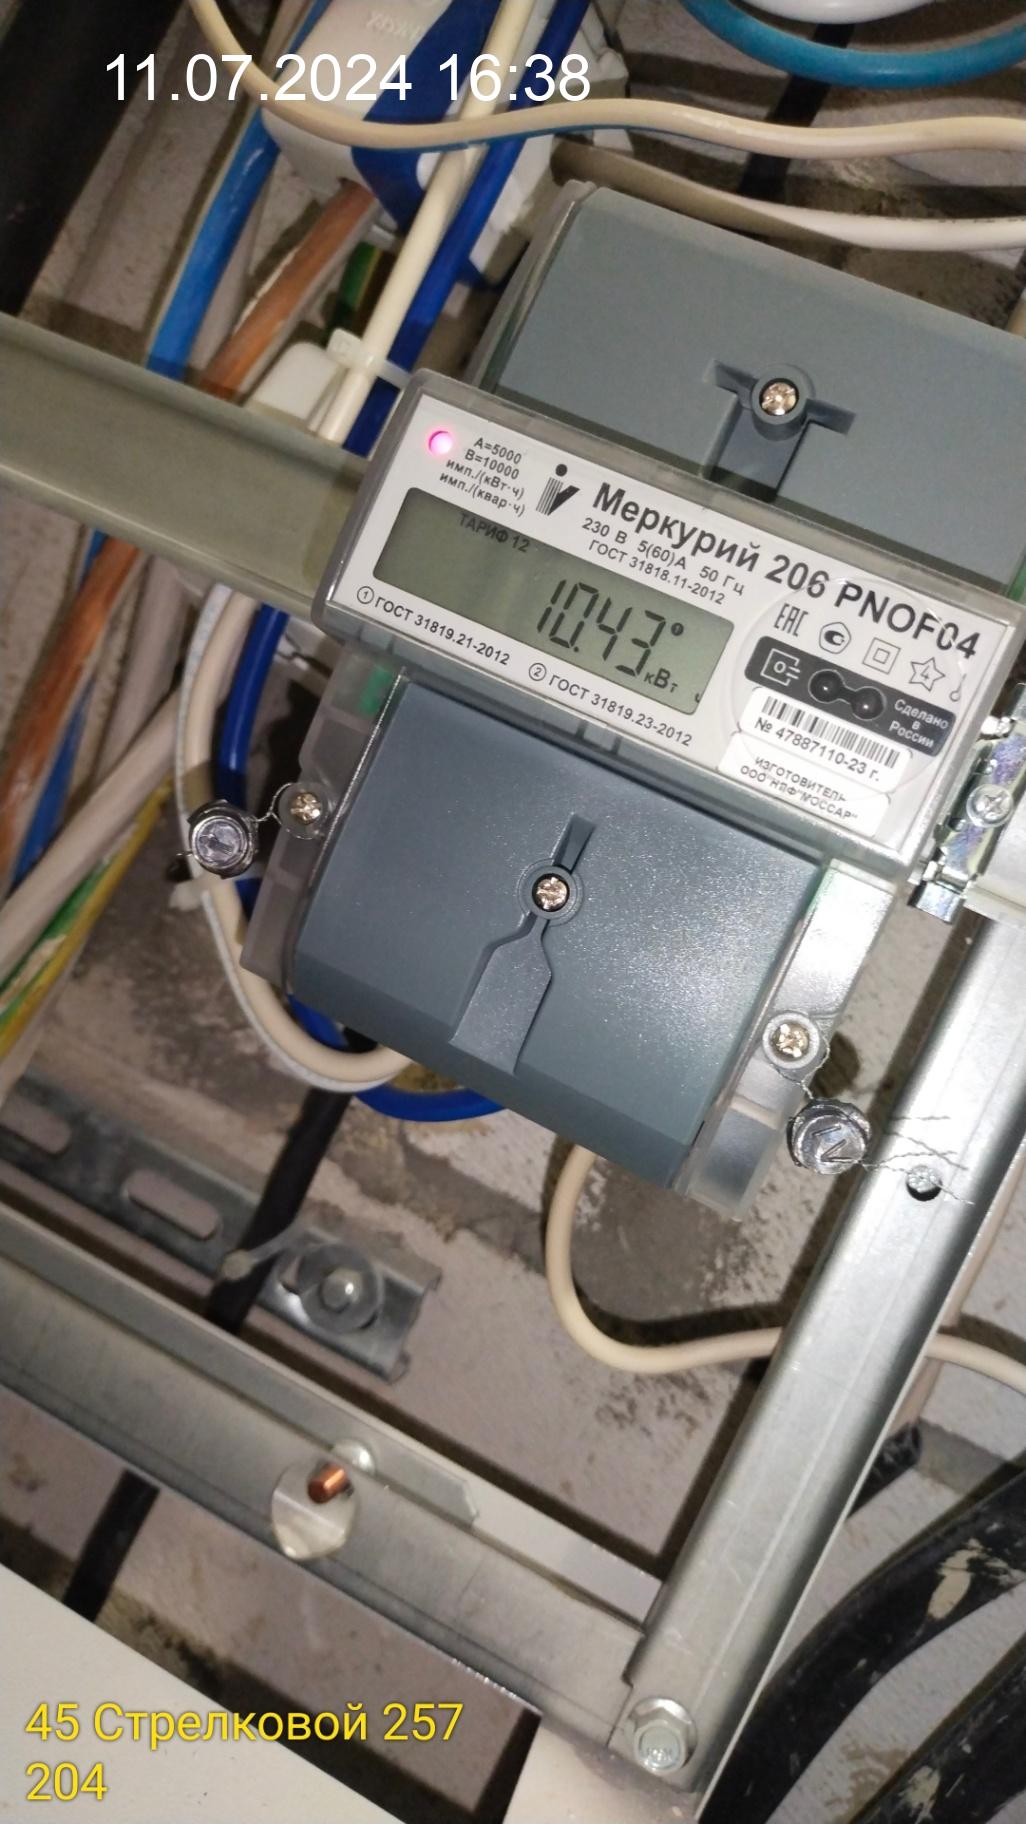 11.07.2024 16:38
A=5000
B=10000
имп./(кВт·ч)
имп./(квар·ч)
Меркурий 206 PNOF04
230 В 5(60)А 50 Гц
ГОСТ 31818.11-2012
ТАРИФ 12
10.43
кВт ч
① ГОСТ 31819.21-2012
② ГОСТ 31819.23-2012
ЕАС
4
Сделано
в
России
№ 47887110-23 г.
ИЗГОТОВИТЕЛЬ
ООО"НПФ"МОССАР"
45 Стрелковой 257
204